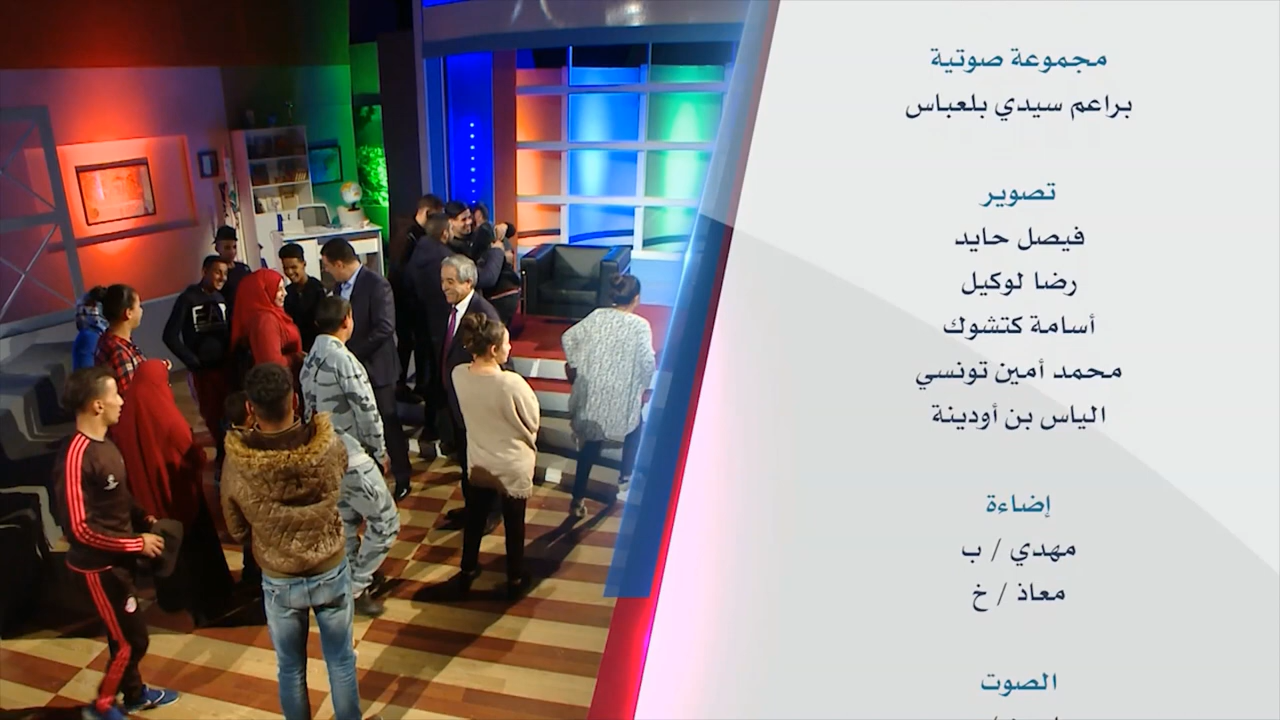 مجموعة صوتية
براعم سيدي بلعباس
تصوير
فيصل حايد
رضا لوكيل
أسامة كتشوك
محمد أمين تونسي
الياس بن أودينة
إضاءة
مهدي / ب
معاذ / خ
الصوت